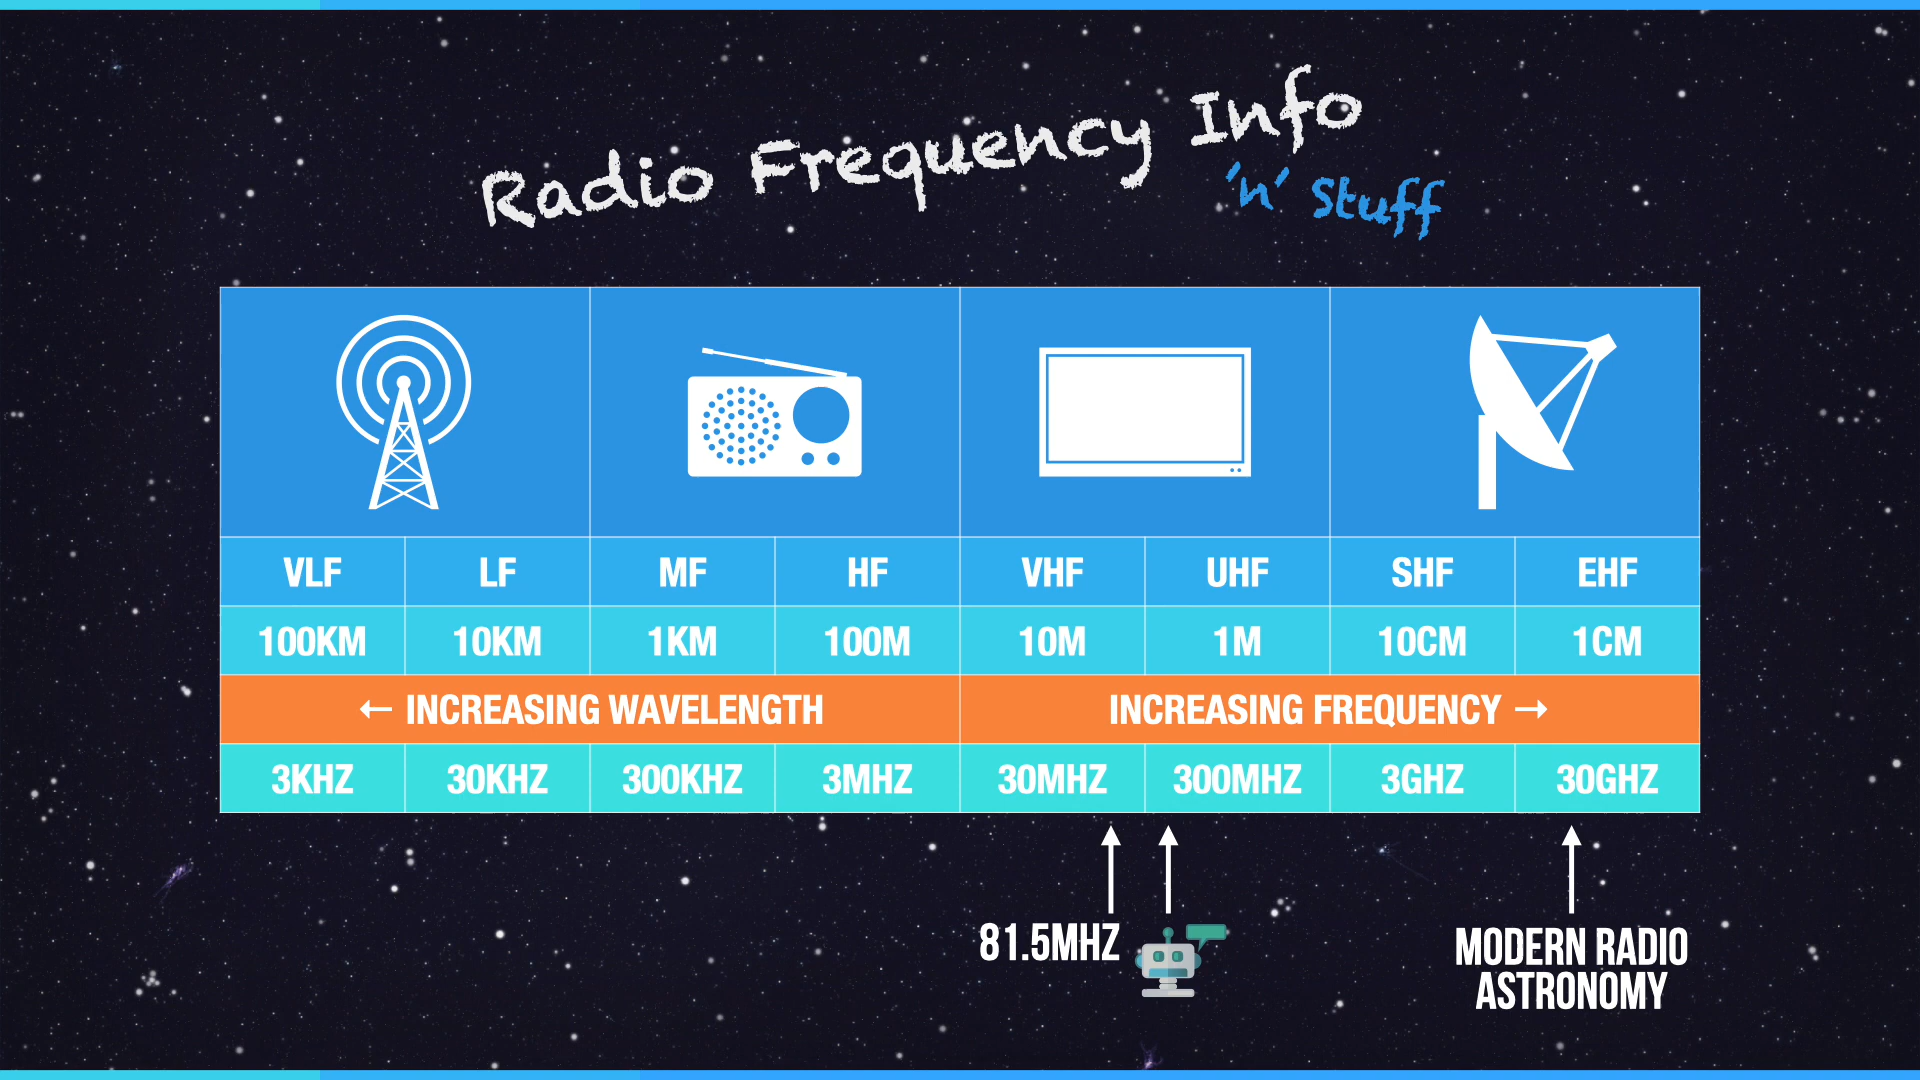 Radio Frequency Info
'n' Stuff
VLF LF MF HF VHF UHF SHF EHF
100KM 10KM 1KM 100M 10M 1M 10CM 1CM
← INCREASING WAVELENGTH INCREASING FREQUENCY →
3KHZ 30KHZ 300KHZ 3MHZ 30MHZ 300MHZ 3GHZ 30GHZ
81.5MHZ
MODERN RADIO
ASTRONOMY